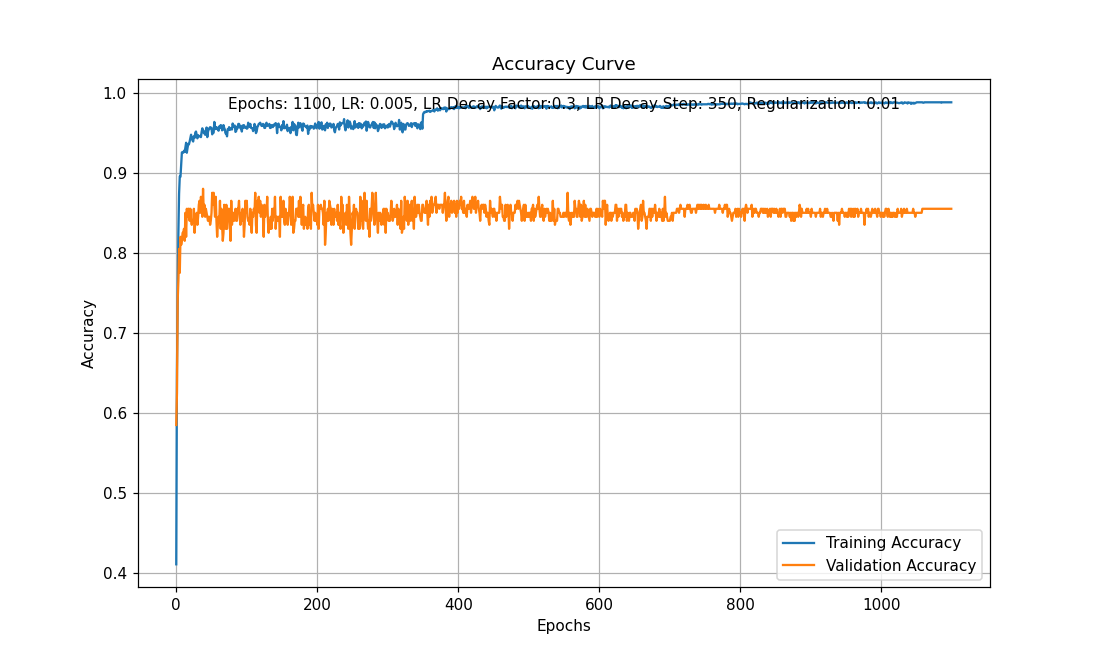 Accuracy Curve
Epochs: 1100, LR: 0.005, LR Decay Factor:0.3, LR Decay Step: 350, Regularization: 0.01
1.0
0.9
0.8
0.7
0.6
0.5
0.4
Accuracy
Training Accuracy
Validation Accuracy
0 200 400 600 800 1000
Epochs